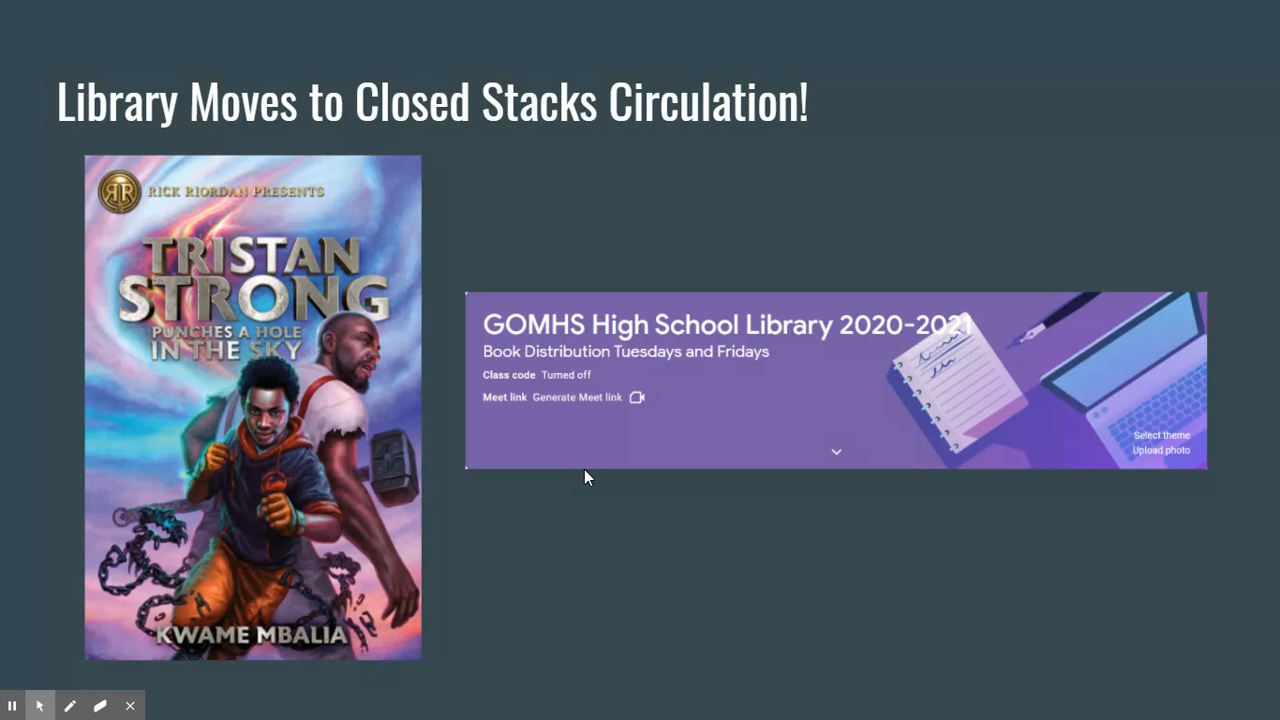 Library Moves to Closed Stacks Circulation!
RR RICK RIORDAN PRESENTS
TRISTAN
STRONG
PUNCHES A HOLE
IN THE SKY
KWAME MBALIA
GOMHS High School Library 2020-2021
Book Distribution Tuesdays and Fridays
Class code Turned off
Meet link Generate Meet link
Select theme
Upload photo